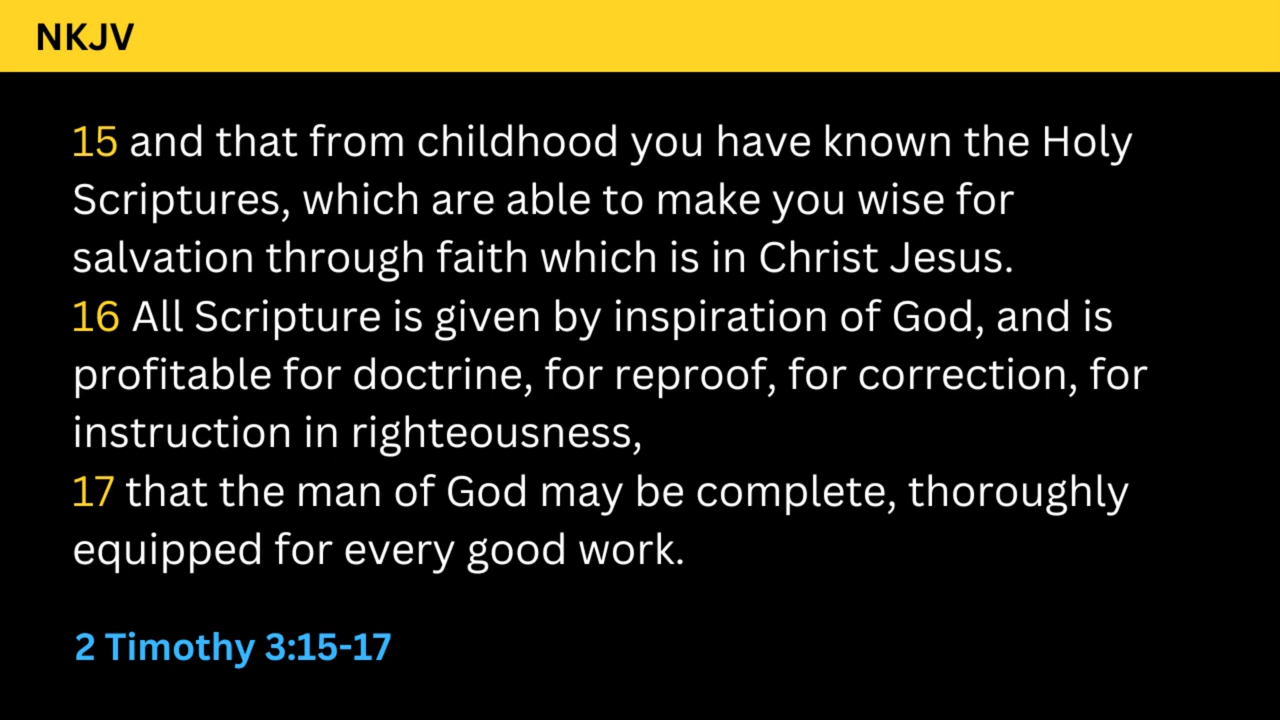 NKJV
15 and that from childhood you have known the Holy
Scriptures, which are able to make you wise for
salvation through faith which is in Christ Jesus.
16 All Scripture is given by inspiration of God, and is
profitable for doctrine, for reproof, for correction, for
instruction in righteousness,
17 that the man of God may be complete, thoroughly
equipped for every good work.
2 Timothy 3:15-17